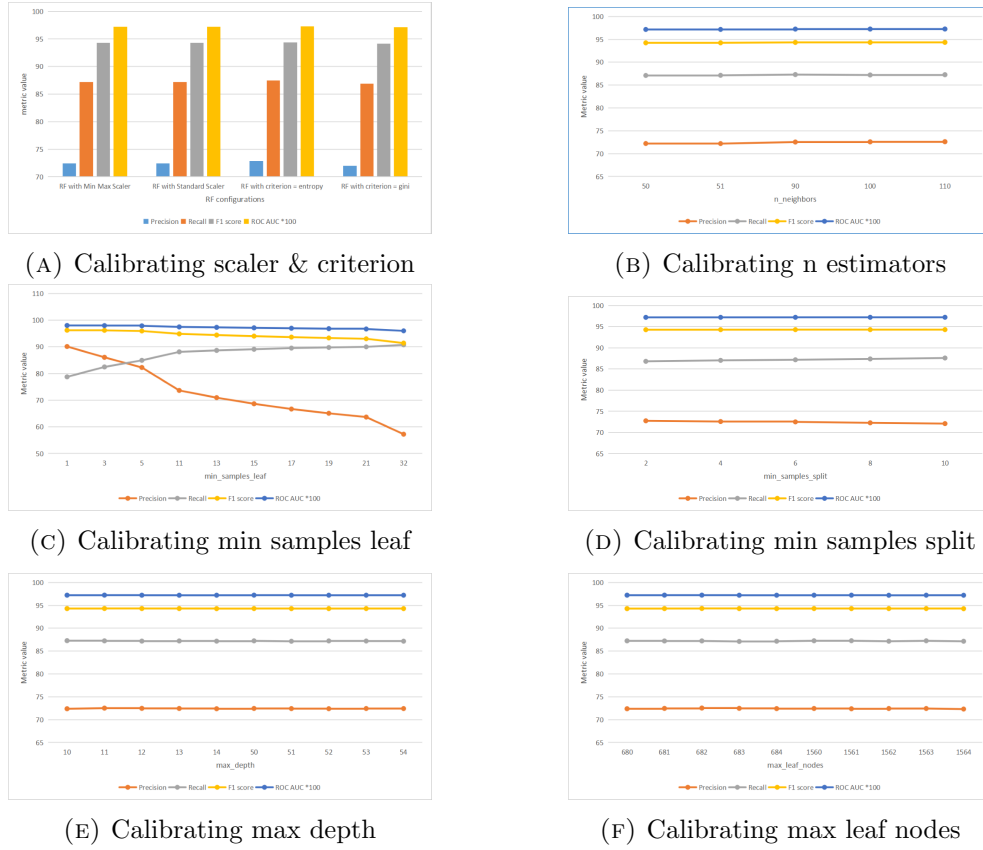 100
95
90
85
80
75
70
metric value
RF with Min Max Scaler RF with Standard Scaler RF with criterion = entropy RF with criterion = gini
RF configurations
Precision Recall F1 score ROC AUC *100
(A) Calibrating scaler & criterion
100
95
90
85
80
75
70
65
Metric value
50 51 90 100 110
n_neighbors
Precision Recall F1 score ROC AUC *100
(B) Calibrating n estimators
110
100
90
80
70
60
50
Metric value
1 3 5 11 13 15 17 19 21 32
min_samples_leaf
Precision Recall F1 score ROC AUC *100
(C) Calibrating min samples leaf
100
95
90
85
80
75
70
65
Metric value
2 4 6 8 10
min_samples_split
Precision Recall F1 score ROC AUC *100
(D) Calibrating min samples split
100
95
90
85
80
75
70
65
Metric value
10 11 12 13 14 50 51 52 53 54
max_depth
Precision Recall F1 score ROC AUC *100
(E) Calibrating max depth
100
95
90
85
80
75
70
65
Metric value
680 681 682 683 684 1560 1561 1562 1563 1564
max_leaf_nodes
Precision Recall F1 score ROC AUC *100
(F) Calibrating max leaf nodes